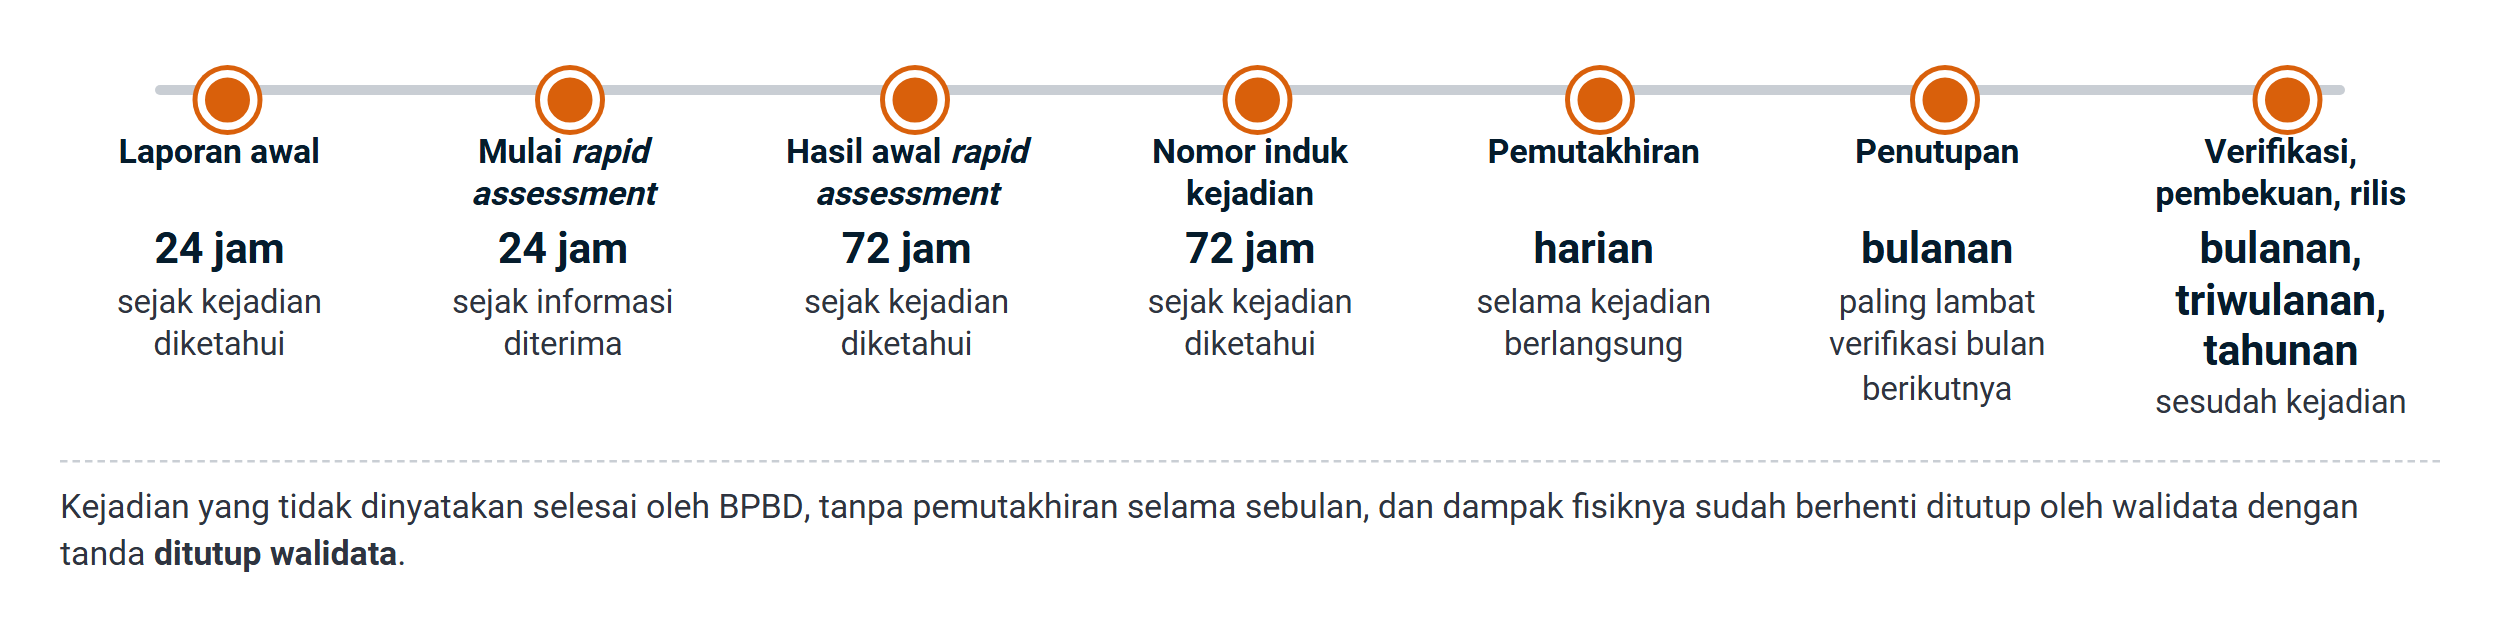 Laporan awal
24 jam
sejak kejadian
diketahui
Mulai rapid
assessment
24 jam
sejak informasi
diterima
Hasil awal rapid
assessment
72 jam
sejak kejadian
diketahui
Nomor induk
kejadian
72 jam
sejak kejadian
diketahui
Pemutakhiran
harian
selama kejadian
berlangsung
Penutupan
bulanan
paling lambat
verifikasi bulan
berikutnya
Verifikasi,
pembekuan, rilis
bulanan,
triwulanan,
tahunan
sesudah kejadian
Kejadian yang tidak dinyatakan selesai oleh BPBD, tanpa pemutakhiran selama sebulan, dan dampak fisiknya sudah berhenti ditutup oleh walidata dengan
tanda ditutup walidata.